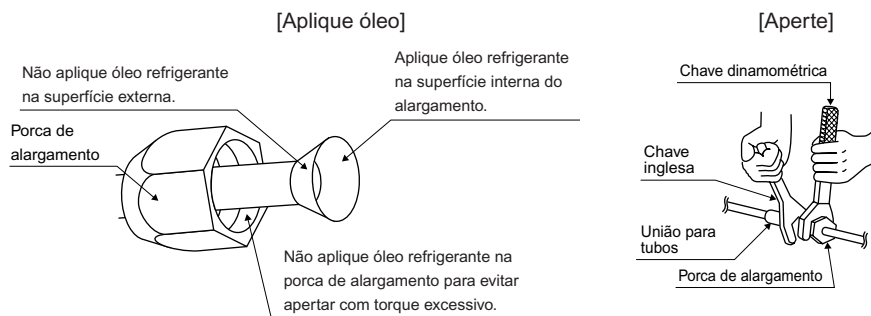 [Aplique óleo]
Não aplique óleo refrigerante
na superfície externa.
Aplique óleo refrigerante
na superfície interna do
alargamento.
Porca de
alargamento
Não aplique óleo refrigerante na
porca de alargamento para evitar
apertar com torque excessivo.
[Aperte]
Chave dinamométrica
Chave
inglesa
União para
tubos
Porca de alargamento